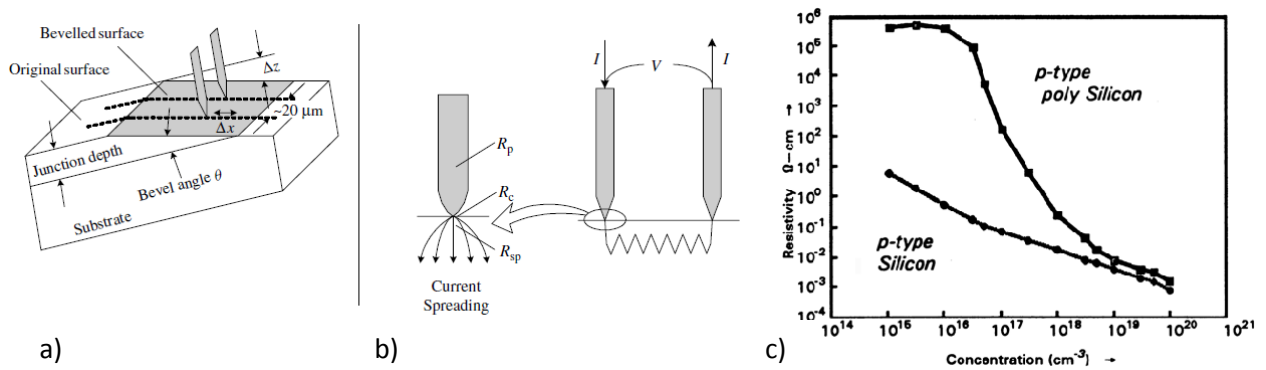 Bevelled surface
Original surface
Δz
~20 μm
Δx
Junction depth
Bevel angle θ
Substrate
a)
I
V
I
Rp
Rc
Rsp
Current
Spreading
b)
10^6
10^5
10^4
10^3
10^2
10^1
10^0
10^-1
10^-2
10^-3
10^-4
Resistivity Ω-cm →
p-type
poly Silicon
p-type
Silicon
10^14
10^15
10^16
10^17
10^18
10^19
10^20
10^21
Concentration (cm^-3) →
c)